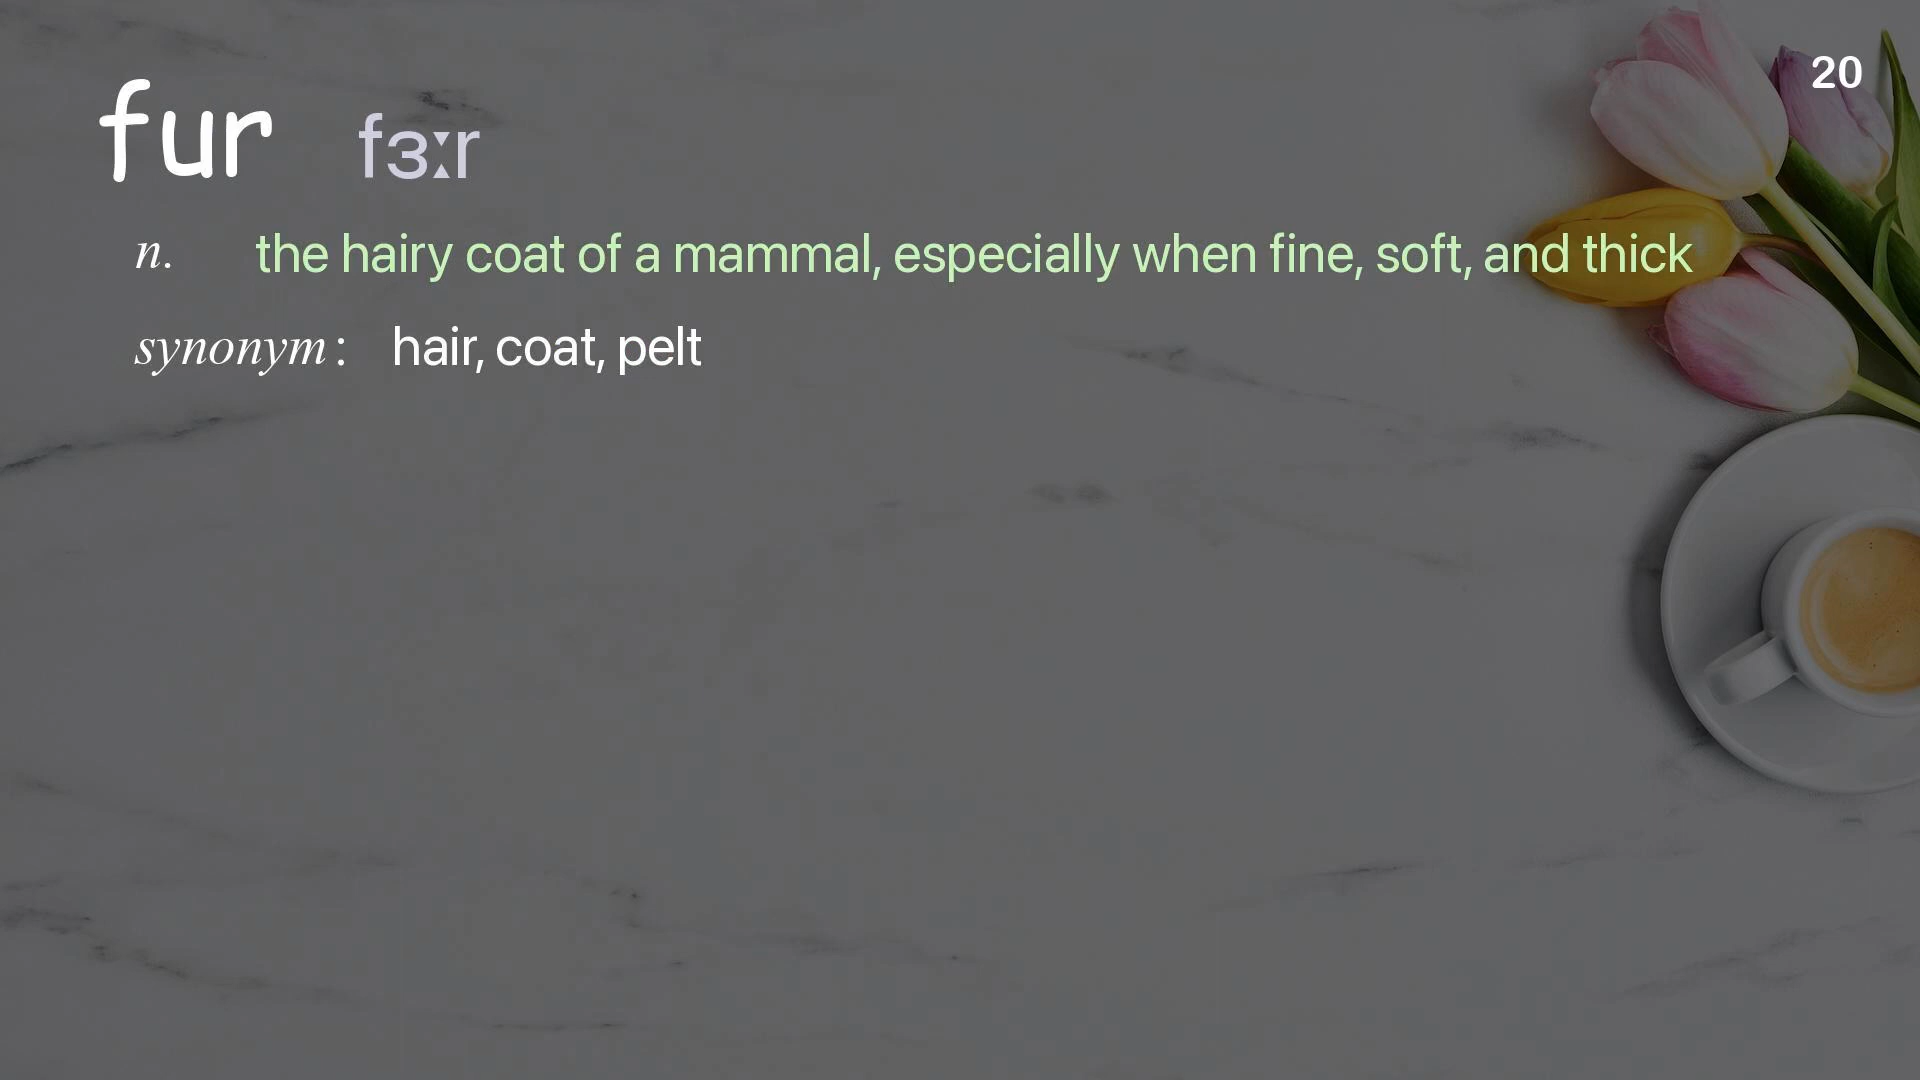 20
fur fɜːr
n. the hairy coat of a mammal, especially when fine, soft, and thick
synonym: hair, coat, pelt